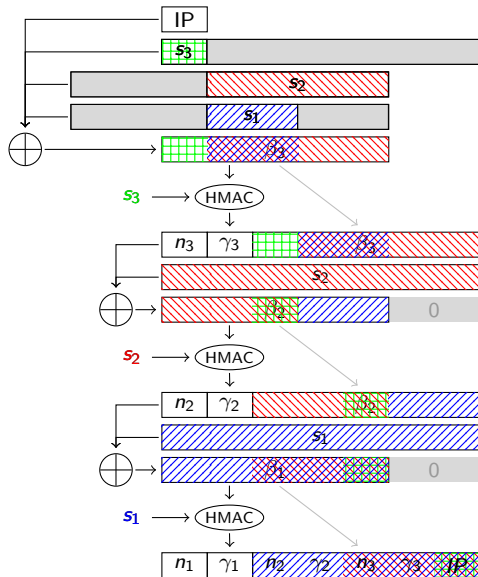 IP
s₃
s₂
s₁
β₃
s₃ HMAC
n₃ γ₃ β₃
s₂
β₂ 0
s₂ HMAC
n₂ γ₂ β₂
s₁
β₁ 0
s₁ HMAC
n₁ γ₁ n₂ γ₂ n₃ γ₃ IP